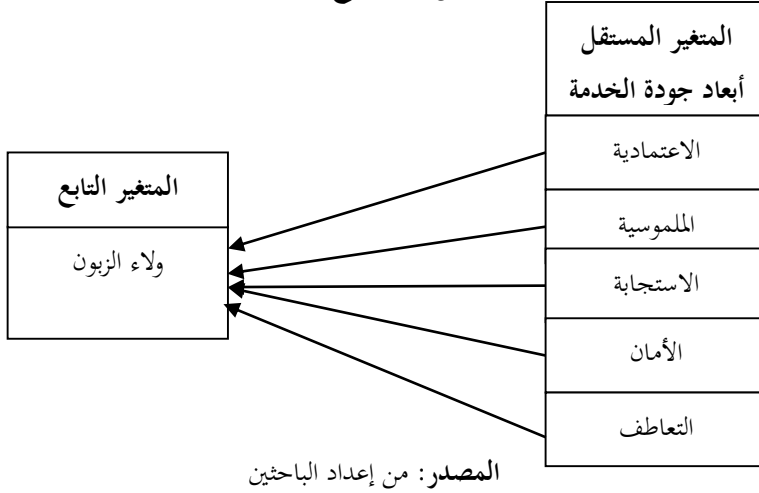 المتغير المستقل
أبعاد جودة الخدمة
الاعتمادية
الملموسية
الاستجابة
الأمان
التعاطف
المتغير التابع
ولاء الزبون
المصدر: من إعداد الباحثين